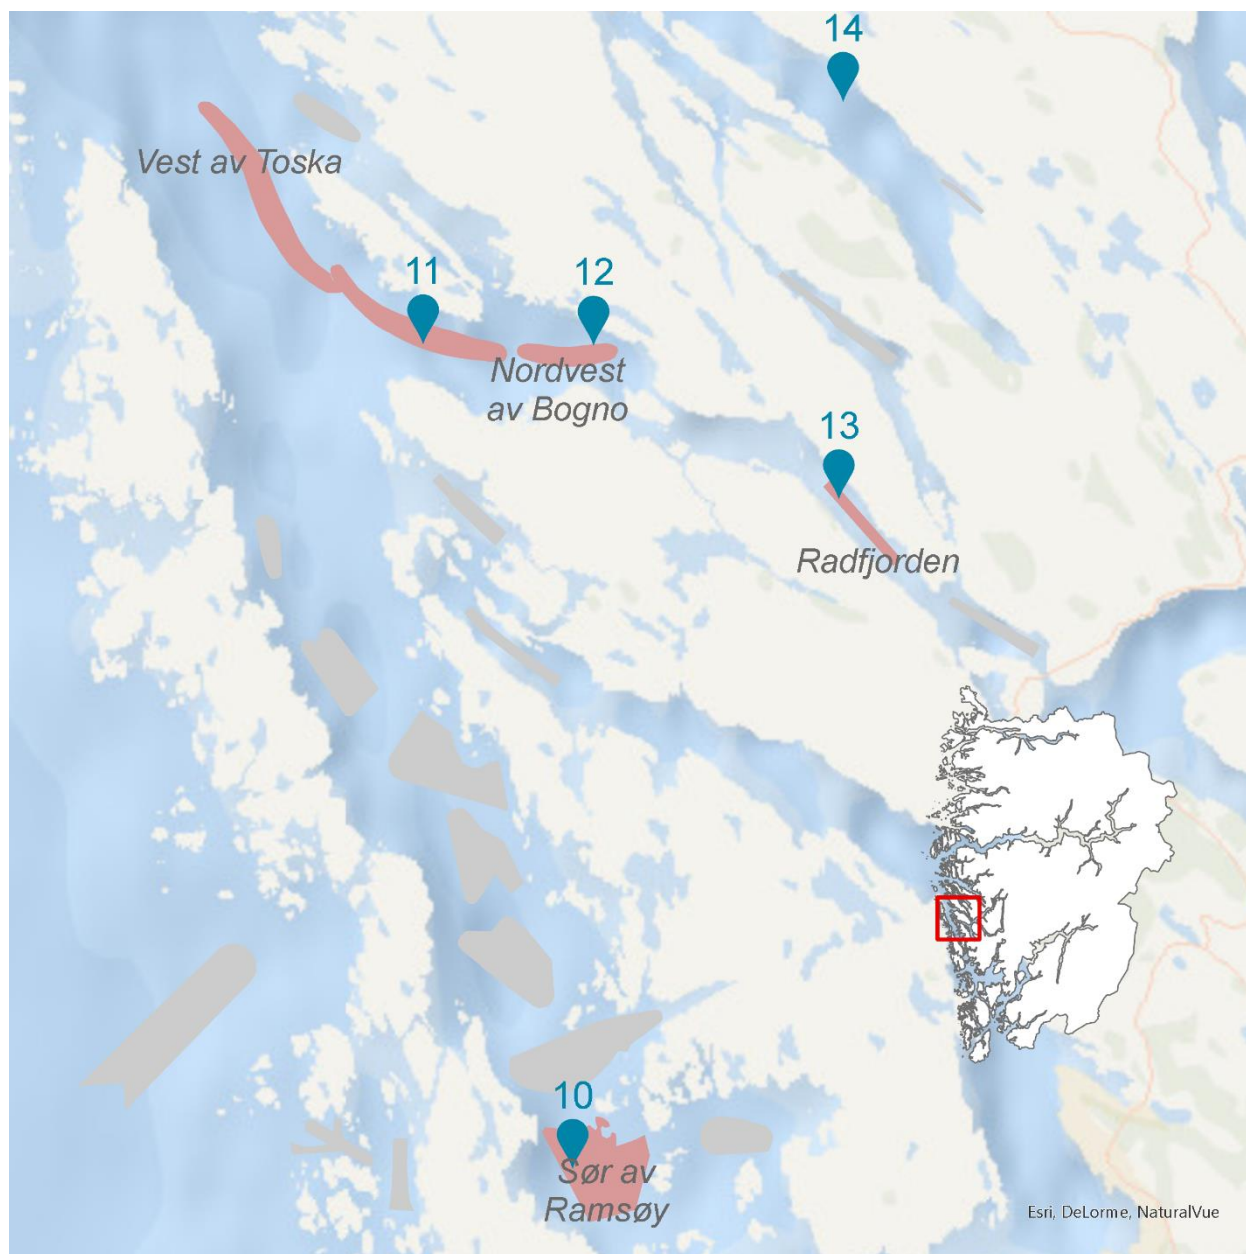 14
Vest av Toska
11
12
Nordvest
av Bogno
13
Radfjorden
10
Sør av
Ramsøy
Esri, DeLorme, NaturalVue